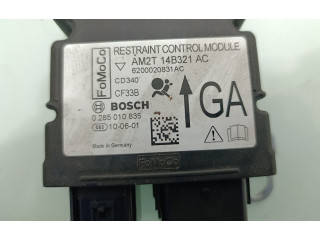 FoMoCo
RESTRAINT CONTROL MODULE
AM2T 14B321 AC
6200020831AC
CD340
CF33B
BOSCH
0 285 010 835
10-06-01
Made in Germany
GA
FoMoCo